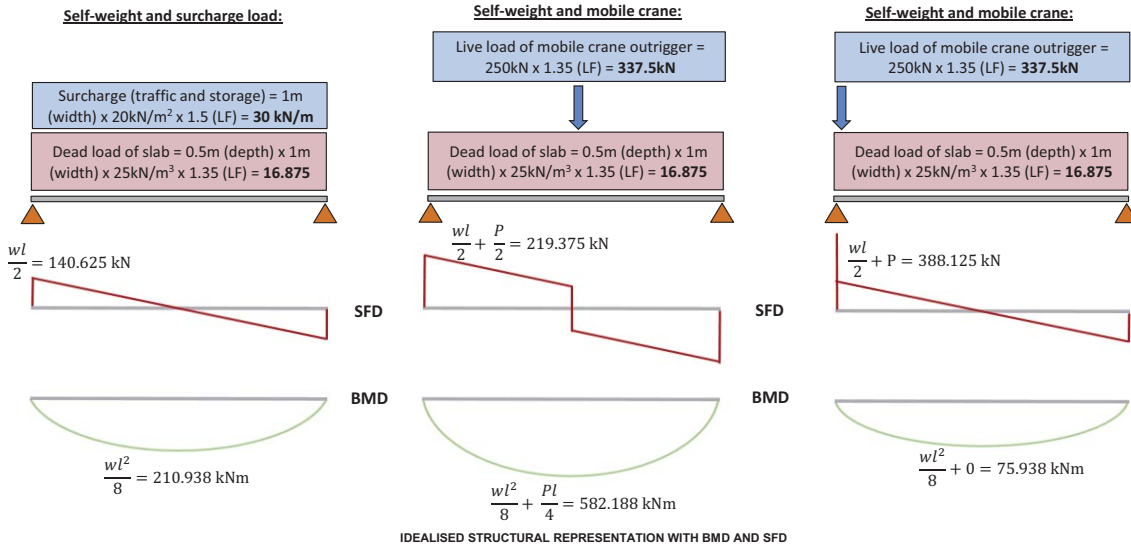 Self-weight and surcharge load:
Surcharge (traffic and storage) = 1m
(width) x 20kN/m² x 1.5 (LF) = 30 kN/m
Dead load of slab = 0.5m (depth) x 1m
(width) x 25kN/m³ x 1.35 (LF) = 16.875
wl/2 = 140.625 kN
SFD
BMD
wl²/8 = 210.938 kNm
Self-weight and mobile crane:
Live load of mobile crane outrigger =
250kN x 1.35 (LF) = 337.5kN
Dead load of slab = 0.5m (depth) x 1m
(width) x 25kN/m³ x 1.35 (LF) = 16.875
wl/2 + P/2 = 219.375 kN
SFD
BMD
wl²/8 + Pl/4 = 582.188 kNm
Self-weight and mobile crane:
Live load of mobile crane outrigger =
250kN x 1.35 (LF) = 337.5kN
Dead load of slab = 0.5m (depth) x 1m
(width) x 25kN/m³ x 1.35 (LF) = 16.875
wl/2 + P = 388.125 kN
wl²/8 + 0 = 75.938 kNm
IDEALISED STRUCTURAL REPRESENTATION WITH BMD AND SFD